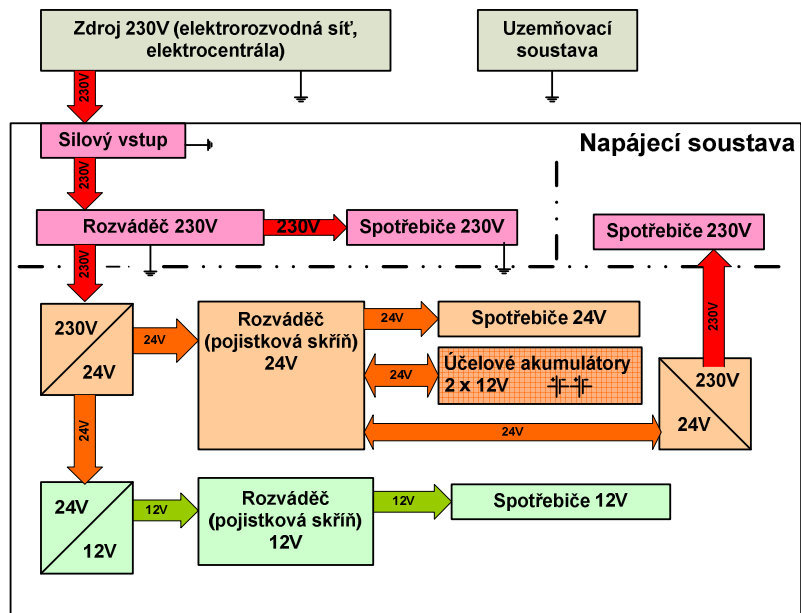 Zdroj 230V (elektrorozvodná síť,
elektrocentrála)
Uzemňovací
soustava
230V
Silový vstup
Napájecí soustava
230V
Rozváděč 230V
230V
Spotřebiče 230V
Spotřebiče 230V
230V
230V
230V
24V
24V
Rozváděč
(pojistková skříň)
24V
24V
Spotřebiče 24V
24V
Účelové akumulátory
2 x 12V
24V
230V
24V
24V
24V
12V
12V
Rozváděč
(pojistková skříň)
12V
12V
Spotřebiče 12V